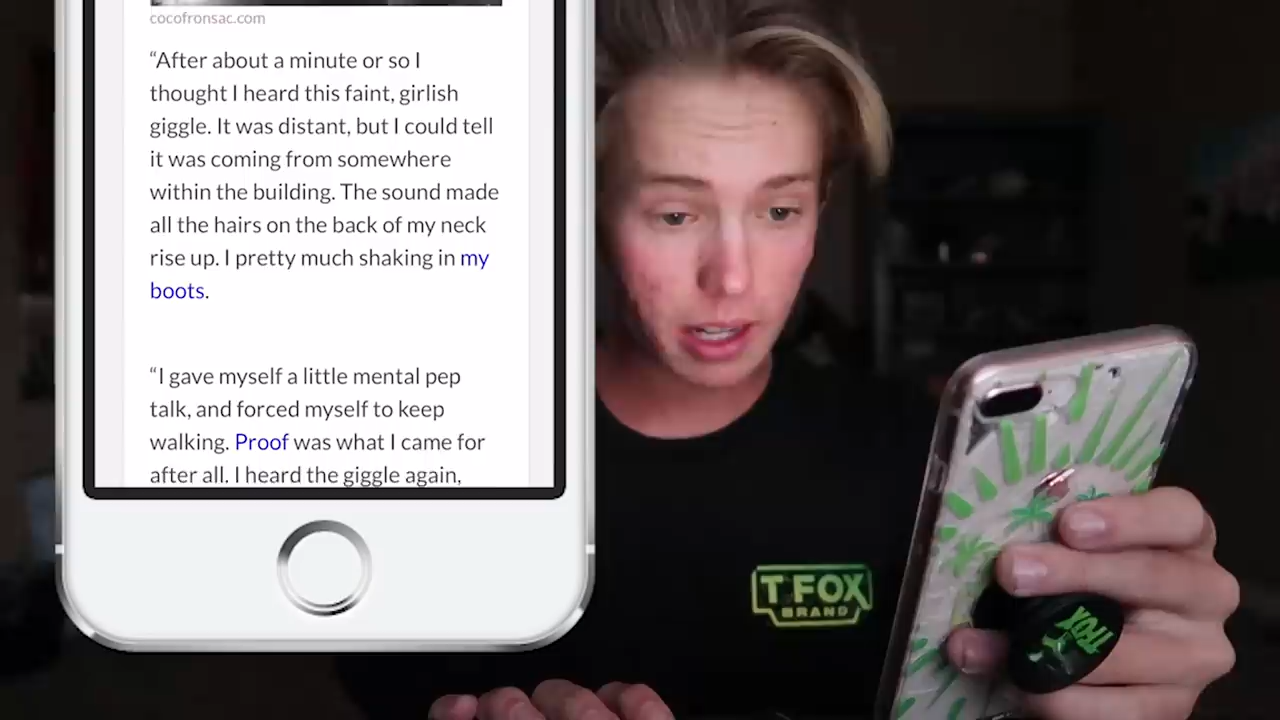 cocofronsac.com
“After about a minute or so I
thought I heard this faint, girlish
giggle. It was distant, but I could tell
it was coming from somewhere
within the building. The sound made
all the hairs on the back of my neck
rise up. I pretty much shaking in my
boots.
“I gave myself a little mental pep
talk, and forced myself to keep
walking. Proof was what I came for
after all. I heard the giggle again,
T.FOX
BRAND
TFOX